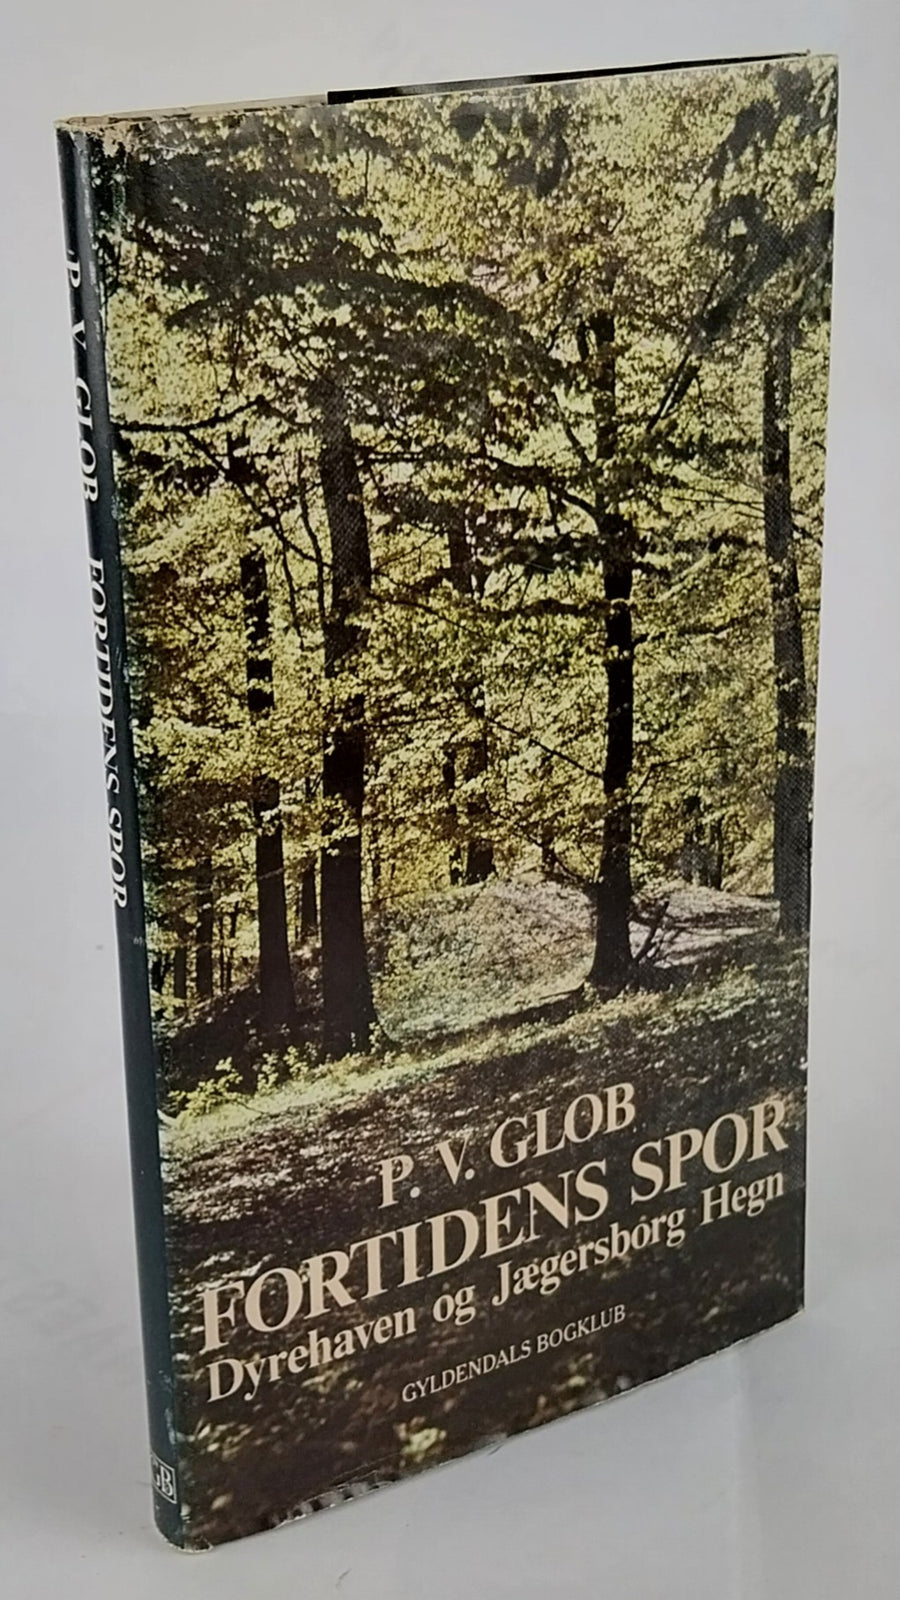 P. V. GLOB FORTIDENS SPOR
GB
P. V. GLOB
FORTIDENS SPOR
Dyrehaven og Jægersborg Hegn
GYLDENDALS BOGKLUB